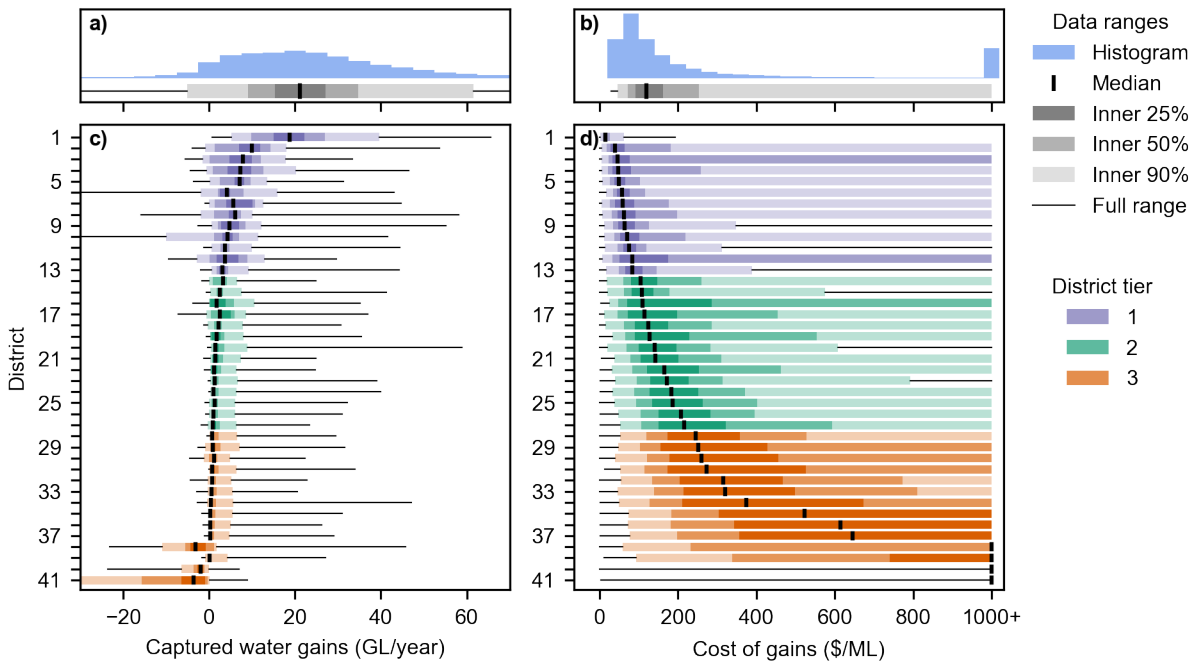 a)
b)
Data ranges
Histogram
Median
Inner 25%
Inner 50%
Inner 90%
Full range
c)
d)
District
1
5
9
13
17
21
25
29
33
37
41
1
5
9
13
17
21
25
29
33
37
41
District tier
1
2
3
−20
0
20
40
60
0
200
400
600
800
1000+
Captured water gains (GL/year)
Cost of gains ($/ML)